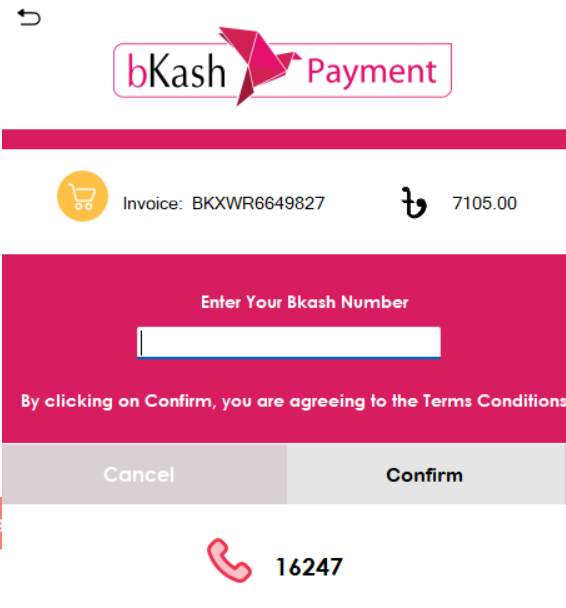 bKash Payment
Invoice: BKXWR6649827 ৳ 7105.00
Enter Your Bkash Number
By clicking on Confirm, you are agreeing to the Terms Conditions
Cancel Confirm
16247